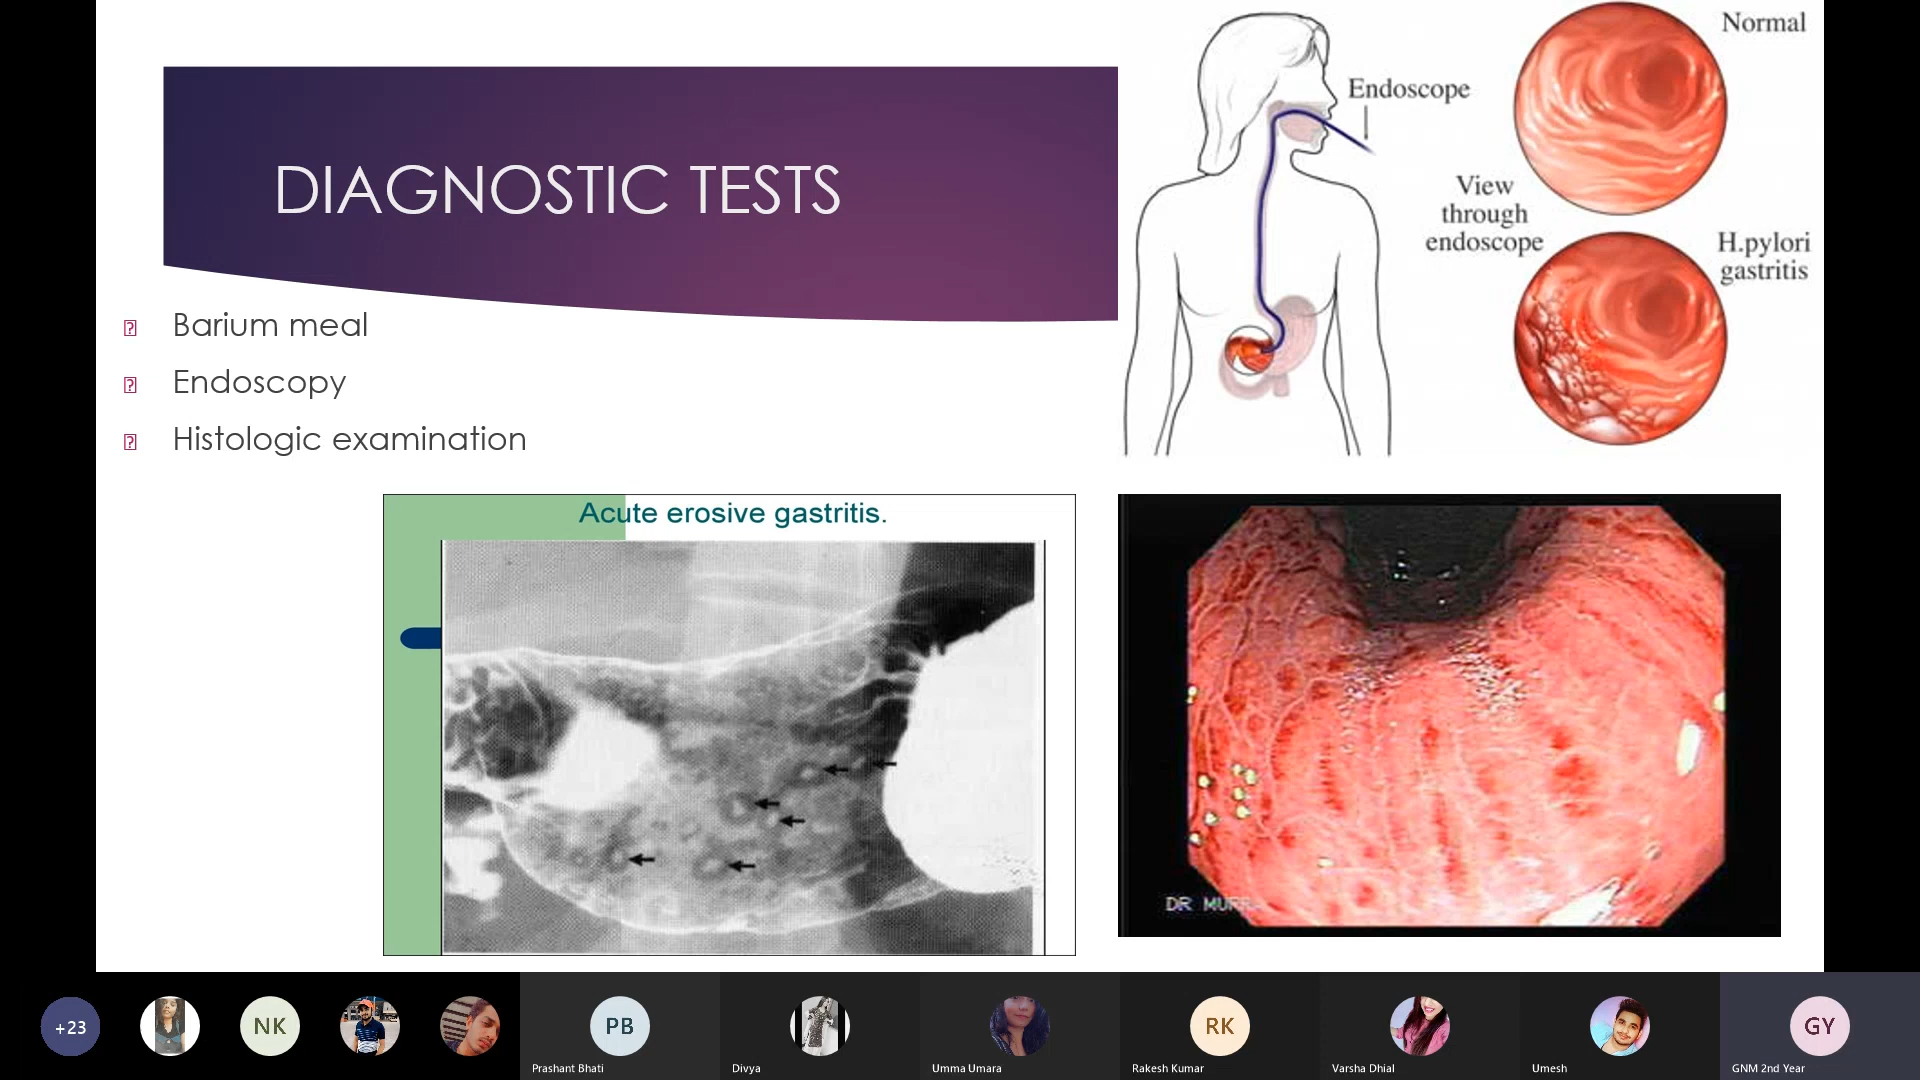 DIAGNOSTIC TESTS
Barium meal
Endoscopy
Histologic examination
Endoscope
Normal
View
through
endoscope
H.pylori
gastritis
Acute erosive gastritis.
DR
+23
NK
PB
RK
GY
Prashant Bhati
Divya
Umma Umara
Rakesh Kumar
Varsha Dhial
Umesh
GNM 2nd Year